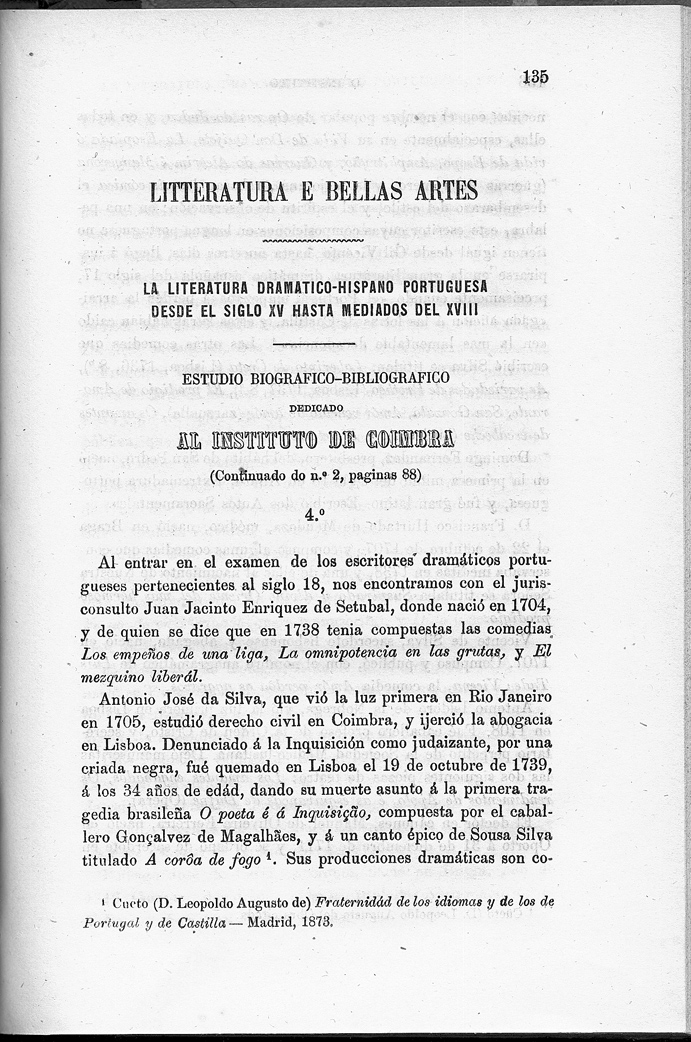 135
LITTERATURA E BELLAS ARTES
LA LITERATURA DRAMATICO-HISPANO PORTUGUESA
DESDE EL SIGLO XV HASTA MEDIADOS DEL XVIII
ESTUDIO BIOGRAFICO-BIBLIOGRAFICO
DEDICADO
AL INSTITUTO DE COIMBRA
(Continuado do n.º 2, paginas 88)
4.º
Al entrar en el examen de los escritores dramáticos portu-
gueses pertenecientes al siglo 18, nos encontramos con el juris-
consulto Juan Jacinto Enriquez de Setubal, donde nació en 1704,
y de quien se dice que en 1738 tenia compuestas las comedias
Los empeños de una liga, La omnipotencia en las grutas, y El
mezquino liberál.
Antonio José da Silva, que vió la luz primera en Rio Janeiro
en 1705, estudió derecho civil en Coimbra, y ijerció la abogacia
en Lisboa. Denunciado á la Inquisición como judaizante, por una
criada negra, fué quemado en Lisboa el 19 de octubre de 1739,
á los 34 años de edád, dando su muerte asunto á la primera tra-
gedia brasileña O poeta é á Inquisição, compuesta por el cabal-
lero Gonçalvez de Magalhães, y á un canto épico de Sousa Silva
titulado A corôa de fogo 1. Sus producciones dramáticas son co-
1 Cueto (D. Leopoldo Augusto de) Fraternidád de los idiomas y de los de
Portugal y de Castilla — Madrid, 1873.